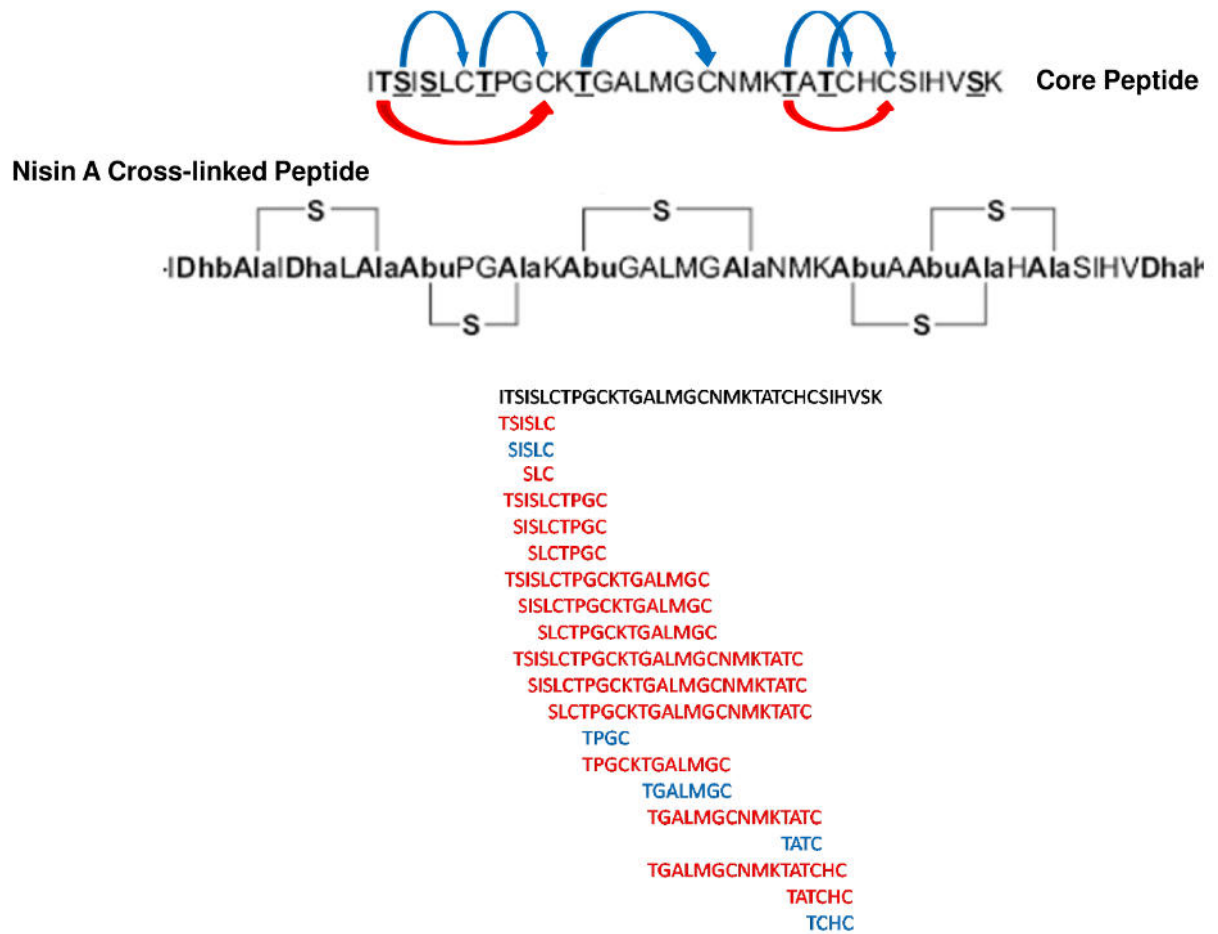 ITSISLCTPGCKTGALMGCNMKTATCHCSIHVSK Core Peptide
Nisin A Cross-linked Peptide
S S S
IDhbAlaIDhaLAlaAbuPGAlaKAbuGALMGAlaNMKAbuAAbuAlaHAlaSIHVDhaK
S S
ITSISLCTPGCKTGALMGCNMKTATCHCSIHVSK
TSISLC
SISLC
SLC
TSISLCTPGC
SISLCTPGC
SLCTPGC
TSISLCTPGCKTGALMGC
SISLCTPGCKTGALMGC
SLCTPGCKTGALMGC
TSISLCTPGCKTGALMGCNMKTATC
SISLCTPGCKTGALMGCNMKTATC
SLCTPGCKTGALMGCNMKTATC
TPGC
TPGCKTGALMGC
TGALMGC
TGALMGCNMKTATC
TATC
TGALMGCNMKTATCHC
TATCHC
TCHC